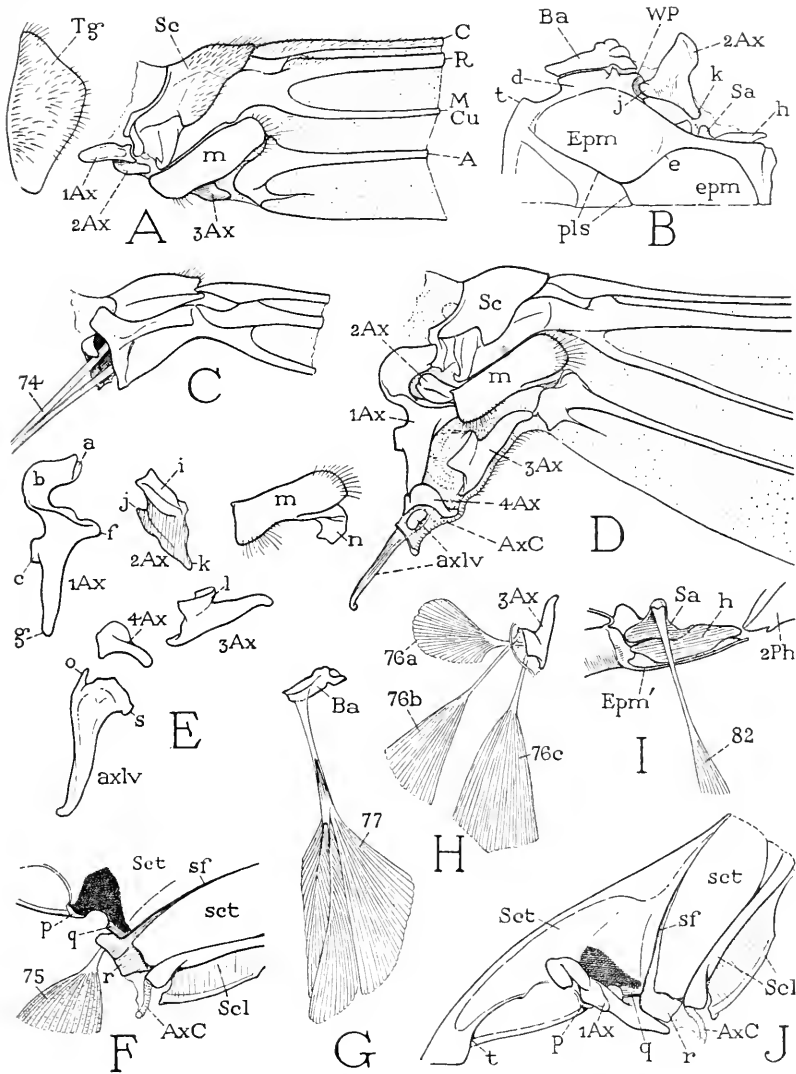 Tg
Sc
C
R
M
Cu
A
m
1Ax
2Ax
3Ax
A
Ba
WP
2Ax
d
k
t
j
Sa
h
Epm
e
epm
pls
B
74
C
Sc
2Ax
m
1Ax
3Ax
4Ax
AxC
axlv
D
a
b
i
j
m
f
2Ax
k
n
c
1Ax
l
g
4Ax
3Ax
o
s
E
axlv
3Ax
76a
76b
76c
H
Sa
h
2Ph
Epm'
82
I
Ba
77
G
Sct
sf
p
sct
q
75
r
Scl
AxC
F
Sct
sct
sf
Scl
p
1Ax
q
AxC
t
r
J